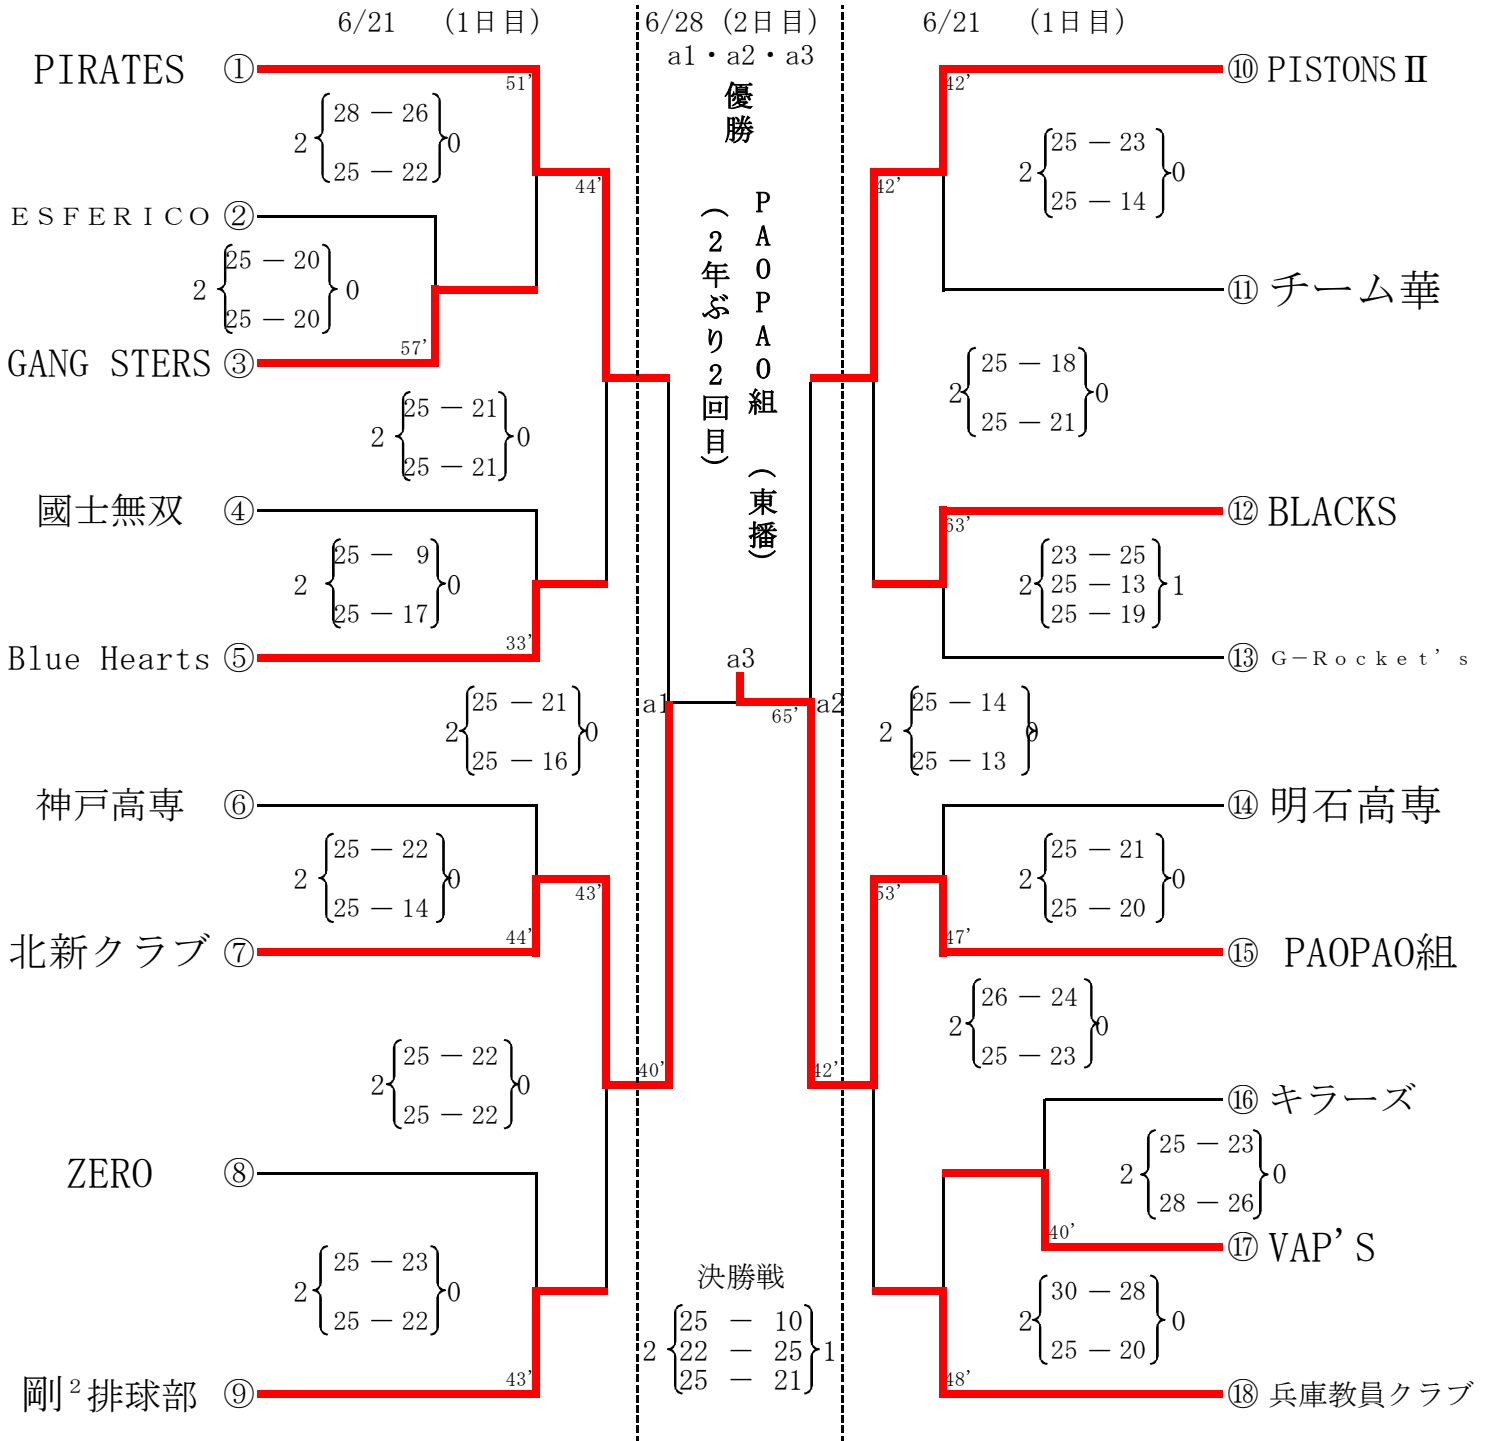 6/21 (1日目)
6/28 (2日目)
6/21 (1日目)
a1・a2・a3
優勝
PAOPAO組 (東播)
(2年ぶり2回目)
PIRATES ①
51'
28 － 26
2 0
25 － 22
44'
ESFERICO ②
25 － 20
2 0
25 － 20
GANG STERS ③
57'
25 － 21
2 0
25 － 21
國士無双 ④
25 － 9
2 0
25 － 17
Blue Hearts ⑤
33'
25 － 21
2 0
25 － 16
a1
神戸高専 ⑥
25 － 22
2 0
25 － 14
43'
北新クラブ ⑦
44'
25 － 22
2 0
25 － 22
40'
ZERO ⑧
25 － 23
2 0
25 － 22
剛²排球部 ⑨
43'
a3
65'
決勝戦
25 － 10
2 22 － 25 1
25 － 21
⑩ PISTONSⅡ
42'
25 － 23
2 0
25 － 14
42'
⑪ チーム華
25 － 18
2 0
25 － 21
⑫ BLACKS
63'
23 － 25
2 25 － 13 1
25 － 19
⑬ G－Rocket's
a2
25 － 14
2 0
25 － 13
⑭ 明石高専
25 － 21
2 0
25 － 20
53'
47'
⑮ PAOPAO組
26 － 24
2 0
25 － 23
42'
⑯ キラーズ
25 － 23
2 0
28 － 26
40'
⑰ VAP'S
30 － 28
2 0
25 － 20
48'
⑱ 兵庫教員クラブ